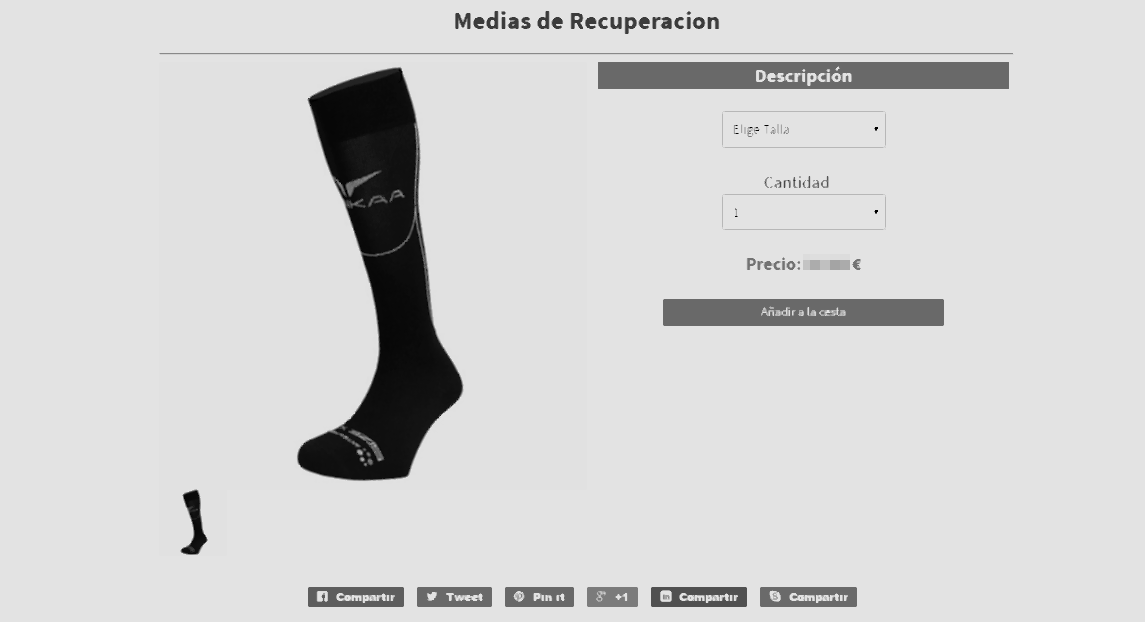 Medias de Recuperacion
Descripción
Elige Talla
Cantidad
1
Precio: €
Añadir a la cesta
KAA
Compartir
Tweet
Pin it
+1
Compartir
Compartir